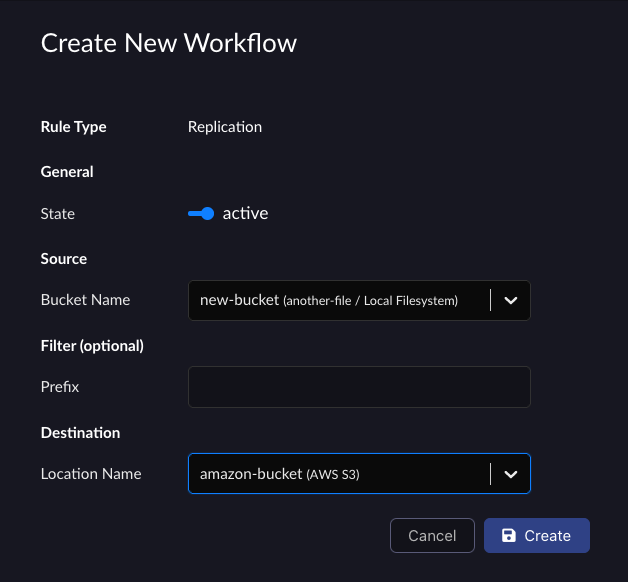 Create New Workflow
Rule Type Replication
General
State active
Source
Bucket Name new-bucket (another-file / Local Filesystem)
Filter (optional)
Prefix
Destination
Location Name amazon-bucket (AWS S3)
Cancel Create